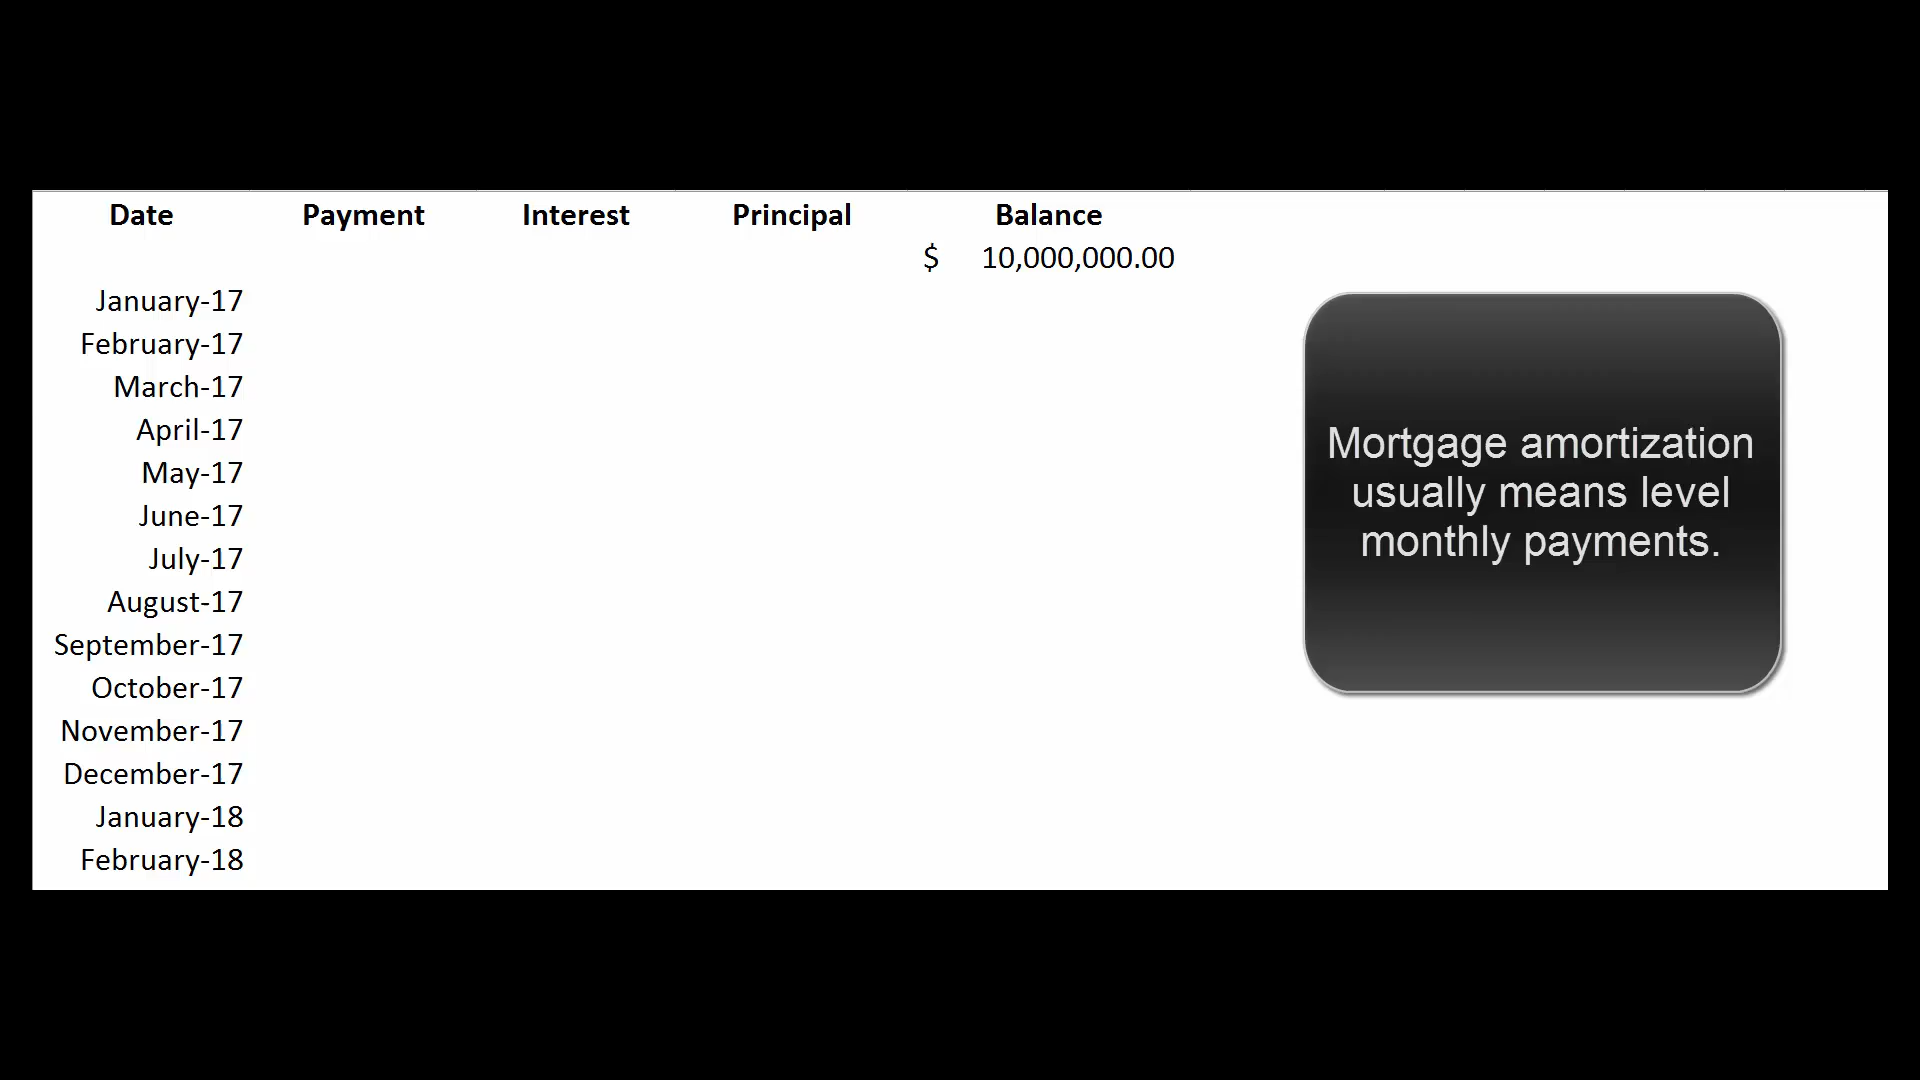 Date Payment Interest Principal Balance
$ 10,000,000.00
January-17
February-17
March-17
April-17
May-17
June-17
July-17
August-17
September-17
October-17
November-17
December-17
January-18
February-18
Mortgage amortization
usually means level
monthly payments.